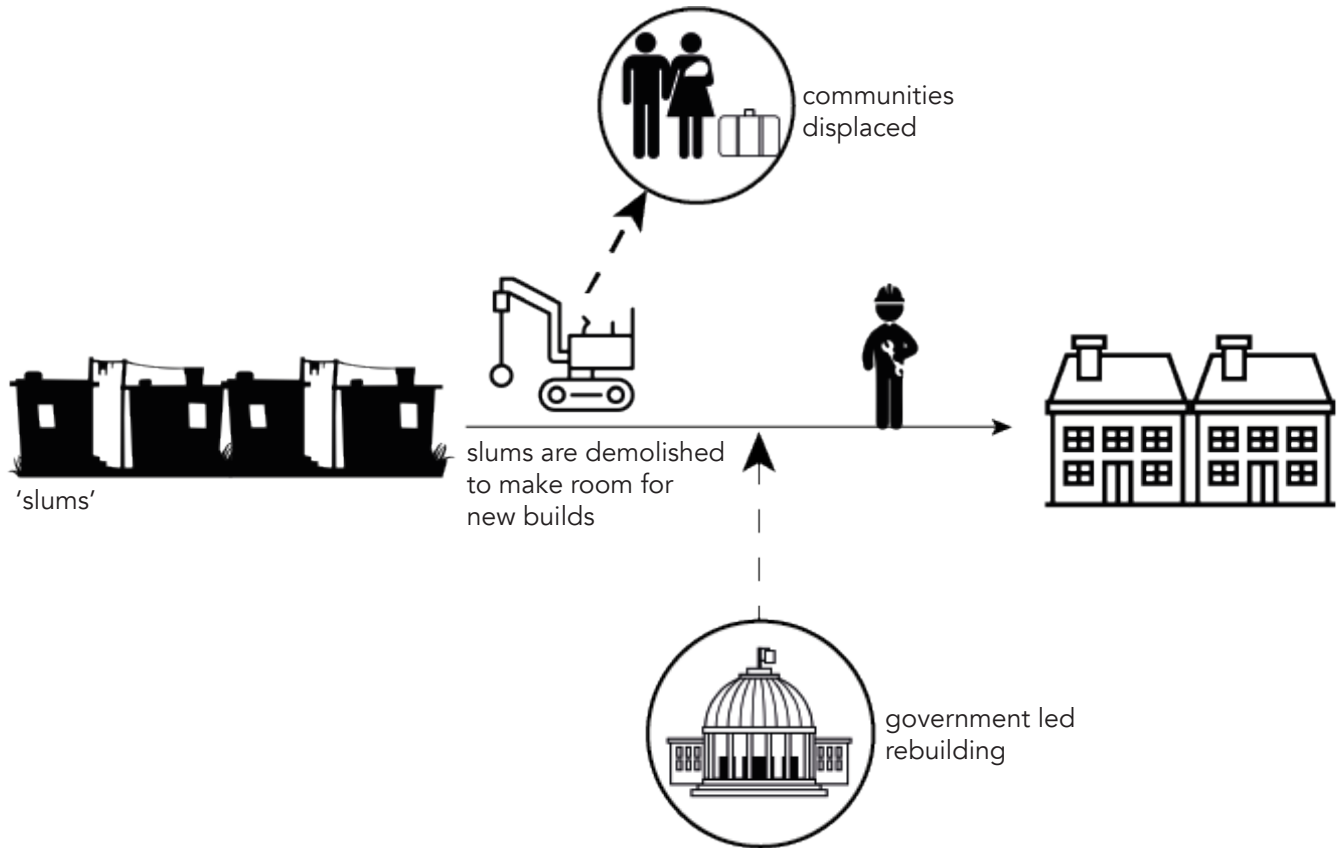 communities
displaced
slums are demolished
to make room for
new builds
'slums'
government led
rebuilding